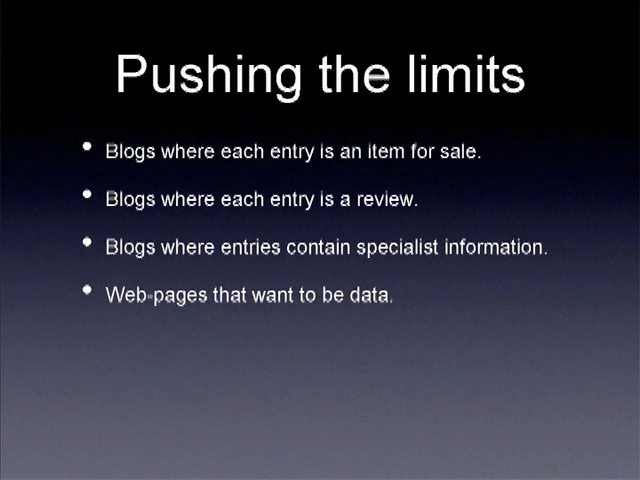 Pushing the limits
• Blogs where each entry is an item for sale.
• Blogs where each entry is a review.
• Blogs where entries contain specialist information.
• Web-pages that want to be data.